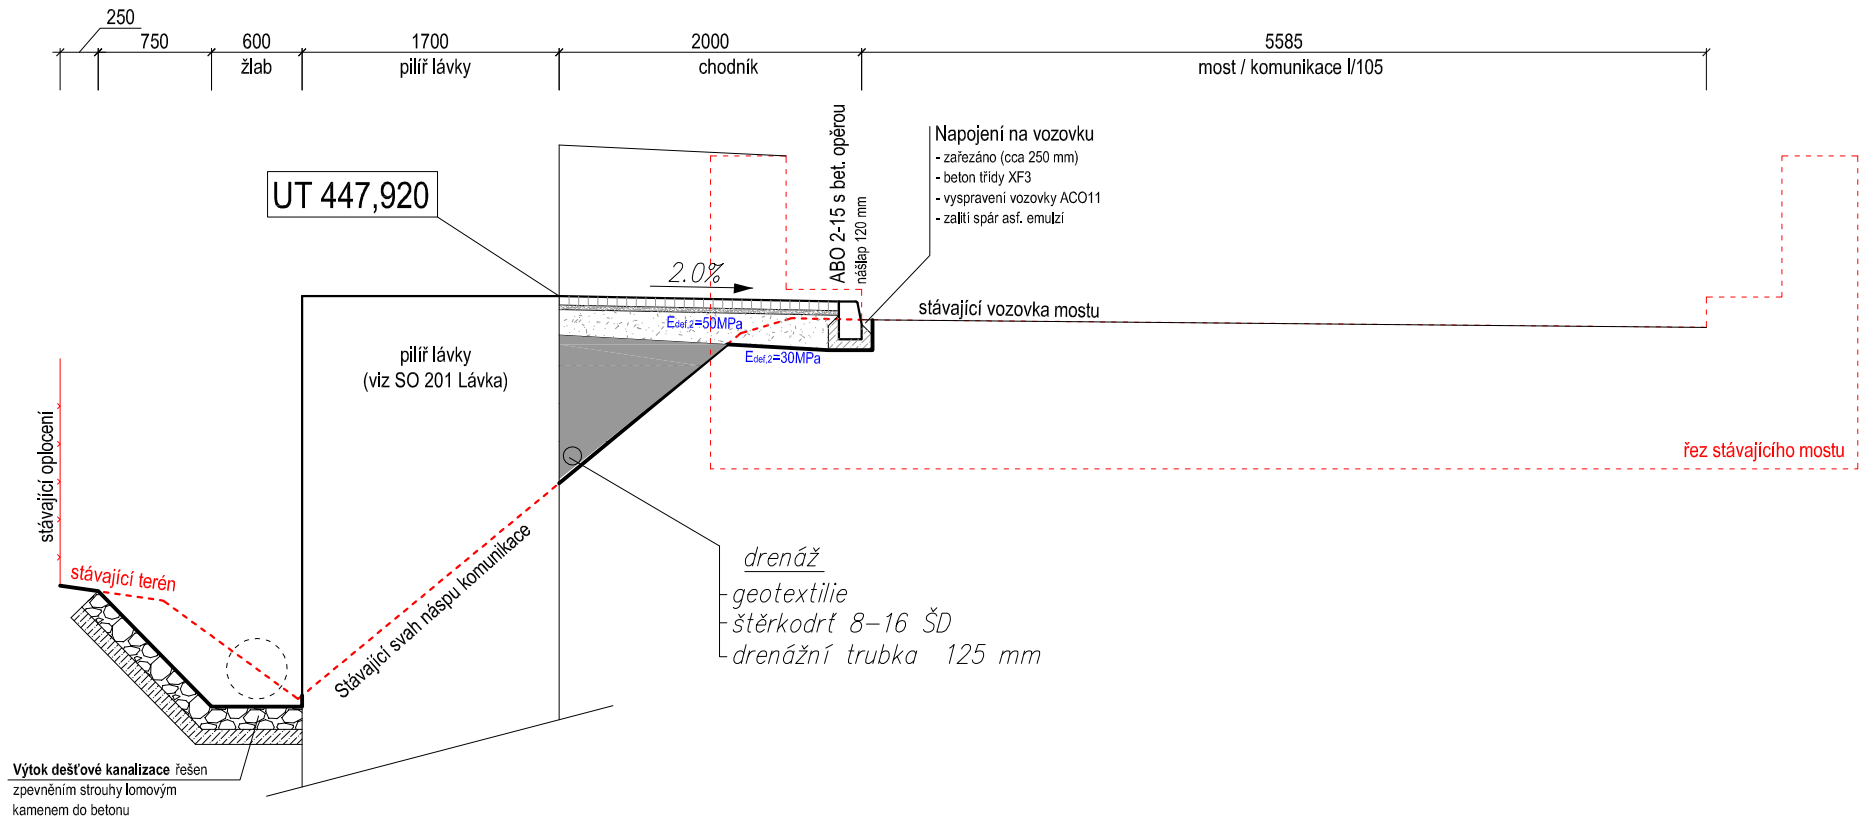 250
750
600
1700
2000
5585
žlab
pilíř lávky
chodník
most / komunikace I/105
ABO 2-15 s bet. opěrou
nášlap 120 mm
Napojení na vozovku
- zařezáno (cca 250 mm)
- beton třídy XF3
- vyspravení vozovky ACO11
- zalití spár asf. emulzí
UT 447,920
2.0%
stávající vozovka mostu
Edef,2=50MPa
Edef,2=30MPa
pilíř lávky
(viz SO 201 Lávka)
stávající oplocení
řez stávajícího mostu
stávající terén
Stávající svah náspu komunikace
drenáž
geotextilie
štěrkodrť 8-16 ŠD
drenážní trubka 125 mm
Výtok dešťové kanalizace řešen
zpevněním strouhy lomovým
kamenem do betonu